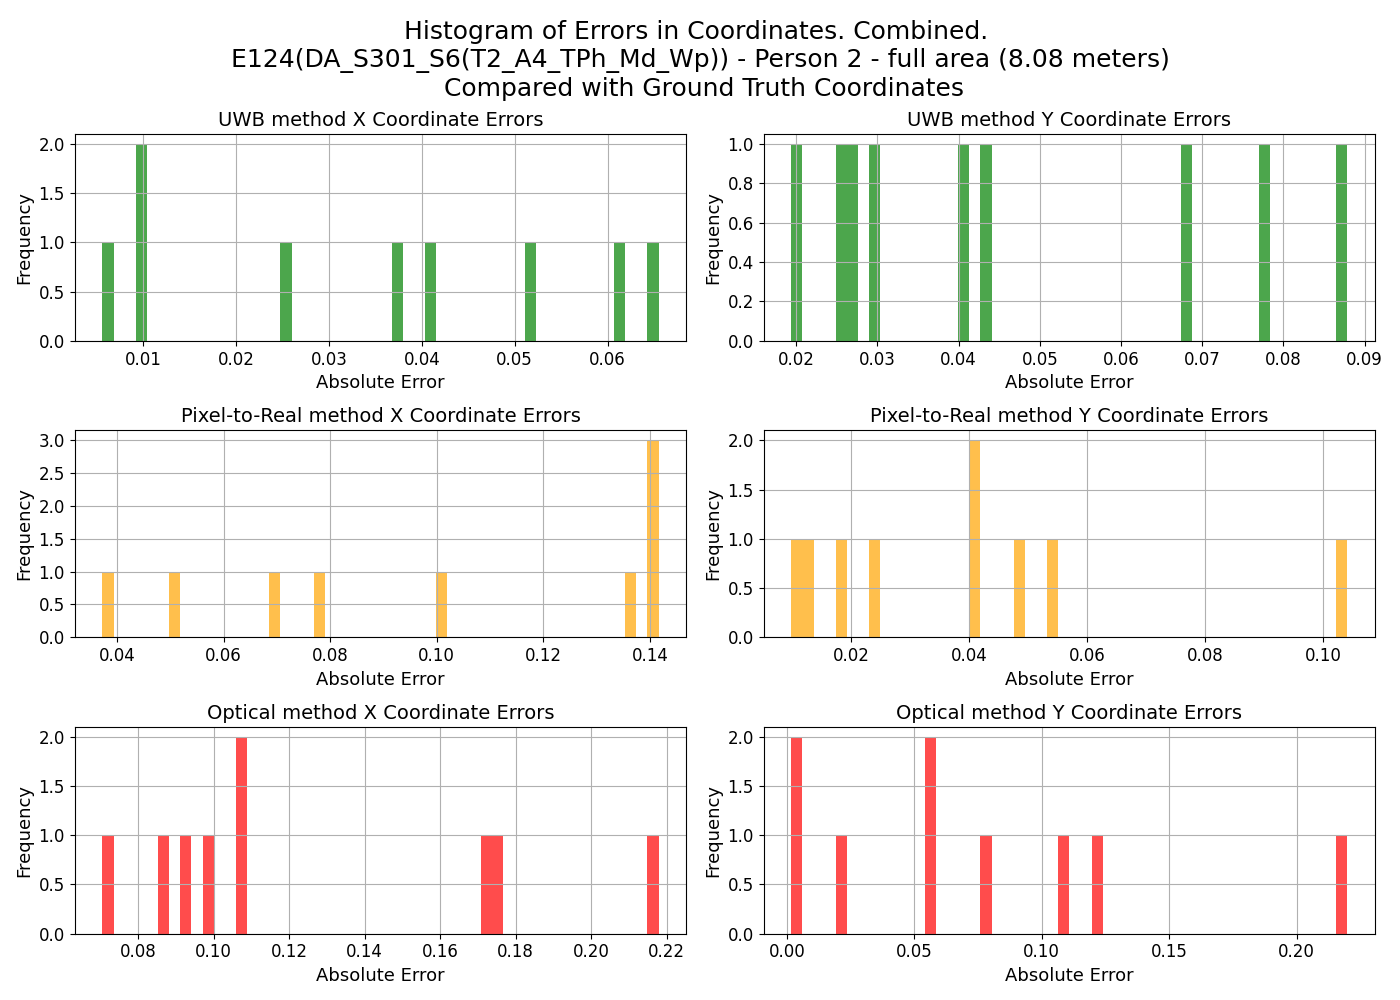 Histogram of Errors in Coordinates. Combined.
E124(DA_S301_S6(T2_A4_TPh_Md_Wp)) - Person 2 - full area (8.08 meters)
Compared with Ground Truth Coordinates
UWB method X Coordinate Errors
Frequency
2.0
1.5
1.0
0.5
0.0
0.01 0.02 0.03 0.04 0.05 0.06
Absolute Error
UWB method Y Coordinate Errors
Frequency
1.0
0.8
0.6
0.4
0.2
0.0
0.02 0.03 0.04 0.05 0.06 0.07 0.08 0.09
Absolute Error
Pixel-to-Real method X Coordinate Errors
Frequency
3.0
2.5
2.0
1.5
1.0
0.5
0.0
0.04 0.06 0.08 0.10 0.12 0.14
Absolute Error
Pixel-to-Real method Y Coordinate Errors
Frequency
2.0
1.5
1.0
0.5
0.0
0.02 0.04 0.06 0.08 0.10
Absolute Error
Optical method X Coordinate Errors
Frequency
2.0
1.5
1.0
0.5
0.0
0.08 0.10 0.12 0.14 0.16 0.18 0.20 0.22
Absolute Error
Optical method Y Coordinate Errors
Frequency
2.0
1.5
1.0
0.5
0.0
0.00 0.05 0.10 0.15 0.20
Absolute Error